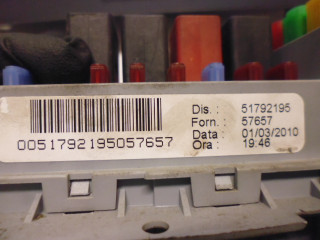 Dis. : 51792195
Forn. : 57657
Data : 01/03/2010
Ora : 19.46
0051792195057657